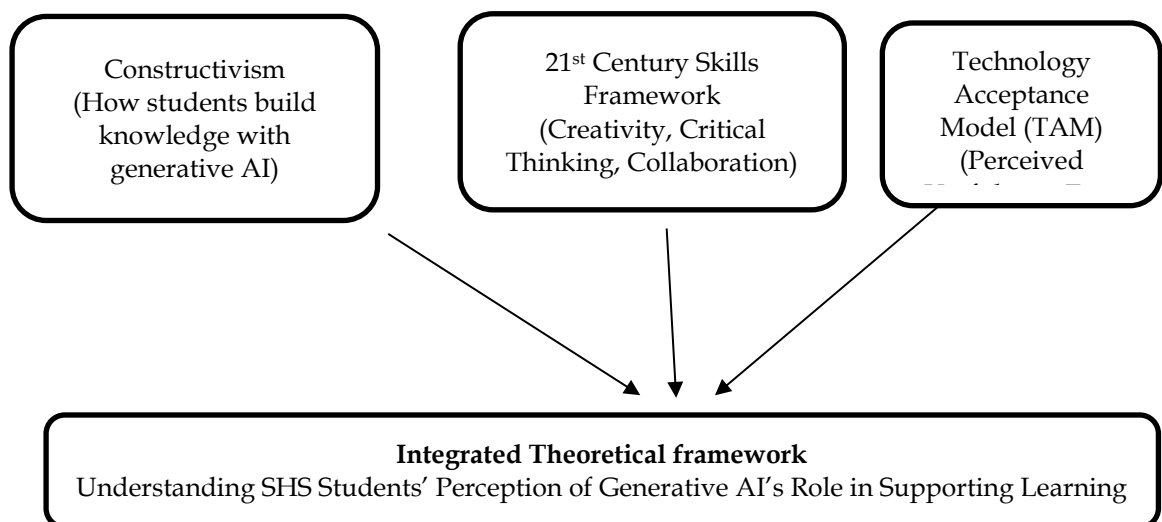 Constructivism
(How students build
knowledge with
generative AI)
21st Century Skills
Framework
(Creativity, Critical
Thinking, Collaboration)
Technology
Acceptance
Model (TAM)
(Perceived
Integrated Theoretical framework
Understanding SHS Students’ Perception of Generative AI’s Role in Supporting Learning